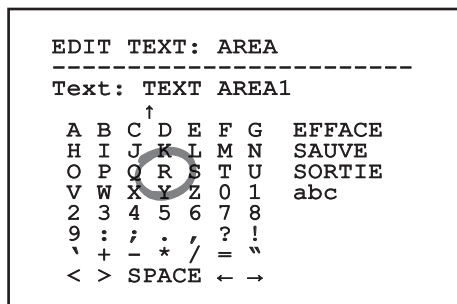 EDIT TEXT: AREA
------------------------
Text: TEXT AREA1
↑
A B C D E F G EFFACE
H I J K L M N SAUVE
O P Q R S T U SORTIE
V W X Y Z 0 1 abc
2 3 4 5 6 7 8
9 : ; . , ? !
‘ + – * / = ‟
< > SPACE ← →